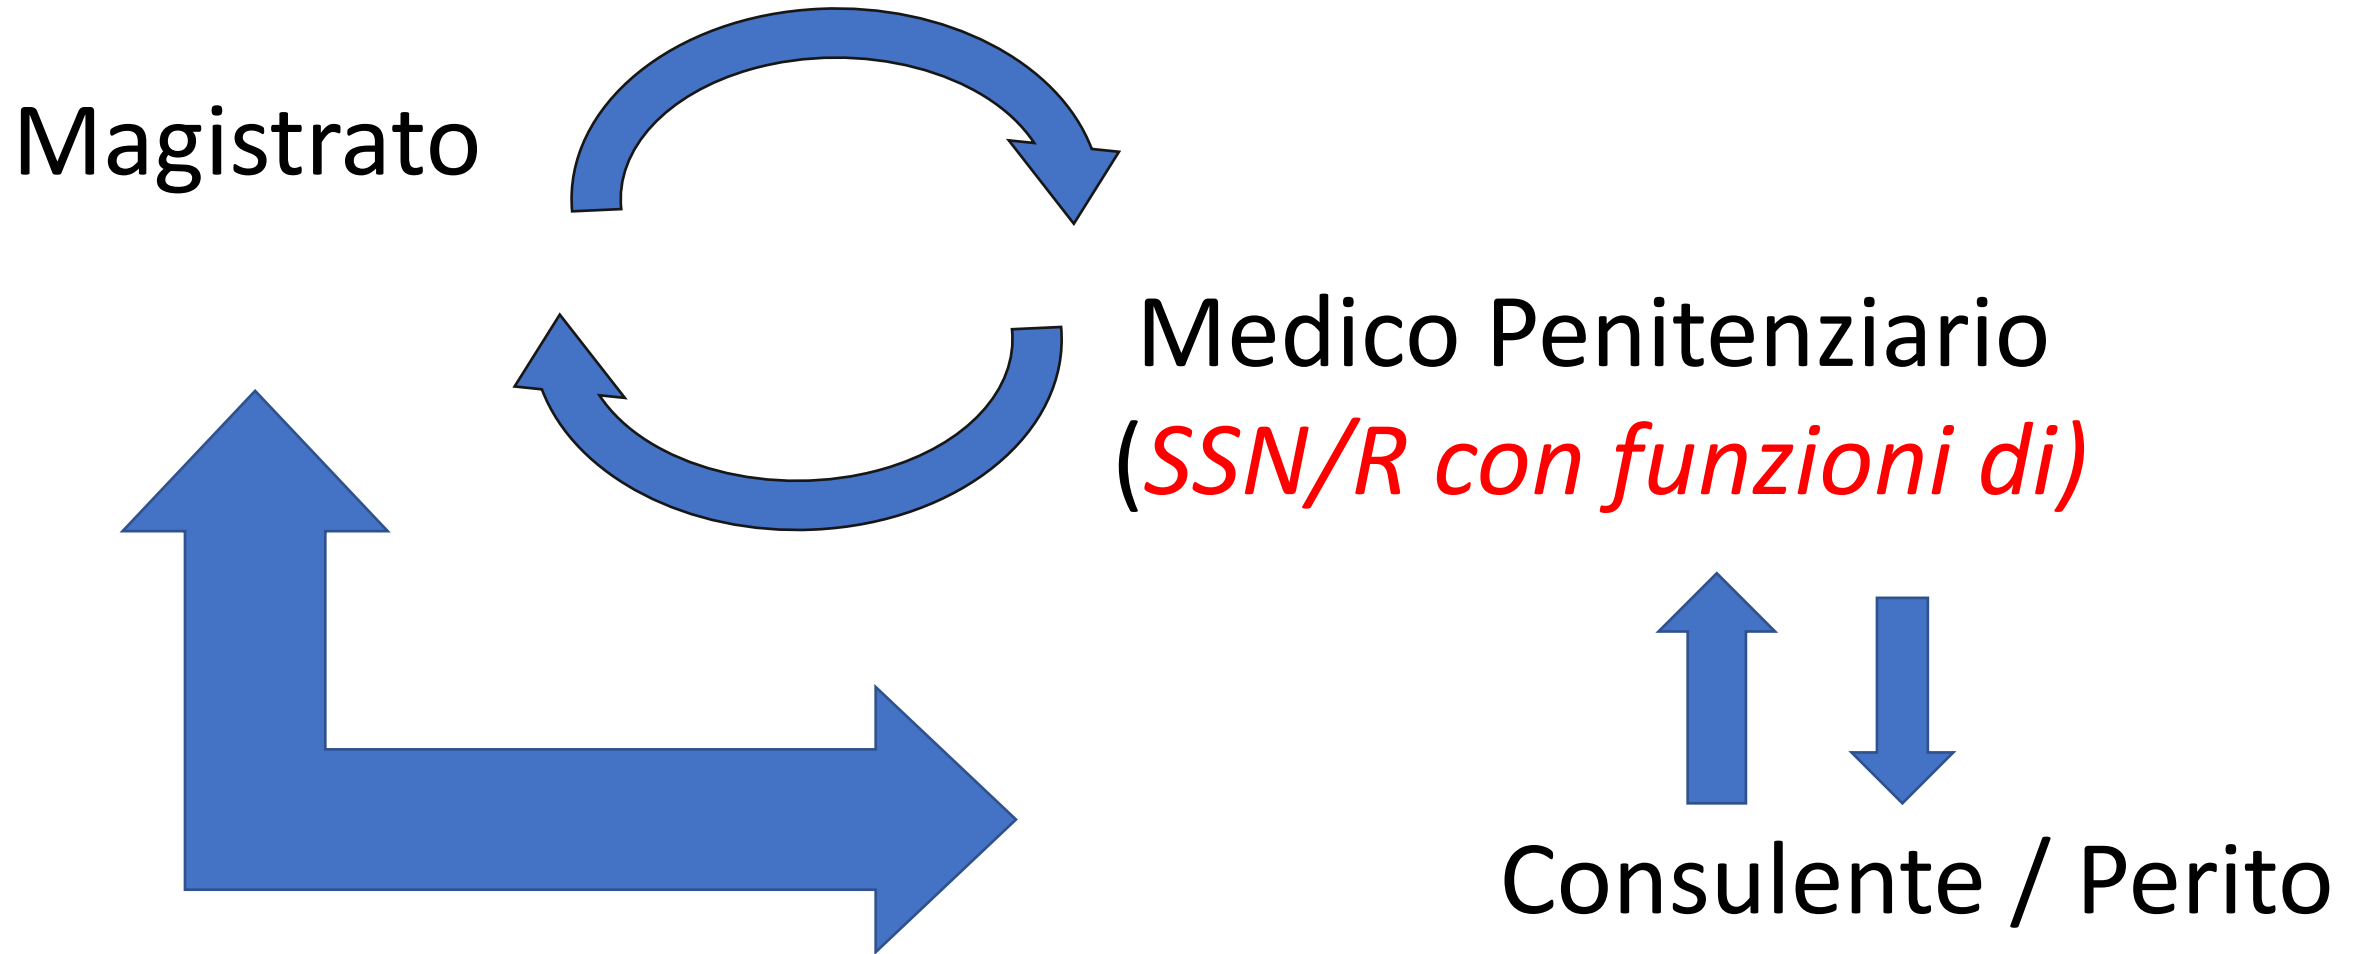 Magistrato
Medico Penitenziario
(SSN/R con funzioni di)
Consulente / Perito